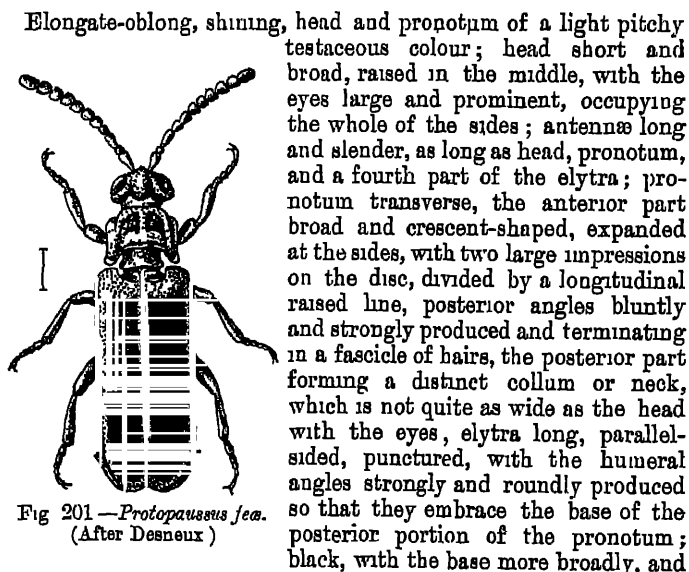 Elongate-oblong, shining, head and pronotum of a light pitchy
testaceous colour; head short and
broad, raised in the middle, with the
eyes large and prominent, occupying
the whole of the sides; antennæ long
and slender, as long as head, pronotum,
and a fourth part of the elytra; pro-
notum transverse, the anterior part
broad and crescent-shaped, expanded
at the sides, with two large impressions
on the disc, divided by a longitudinal
raised line, posterior angles bluntly
and strongly produced and terminating
in a fascicle of hairs, the posterior part
forming a distinct collum or neck,
which is not quite as wide as the head
with the eyes, elytra long, parallel-
sided, punctured, with the humeral
angles strongly and roundly produced
so that they embrace the base of the
posterior portion of the pronotum;
black, with the base more broadly, and
Fig 201—Protopaussus feæ.
(After Desneux)